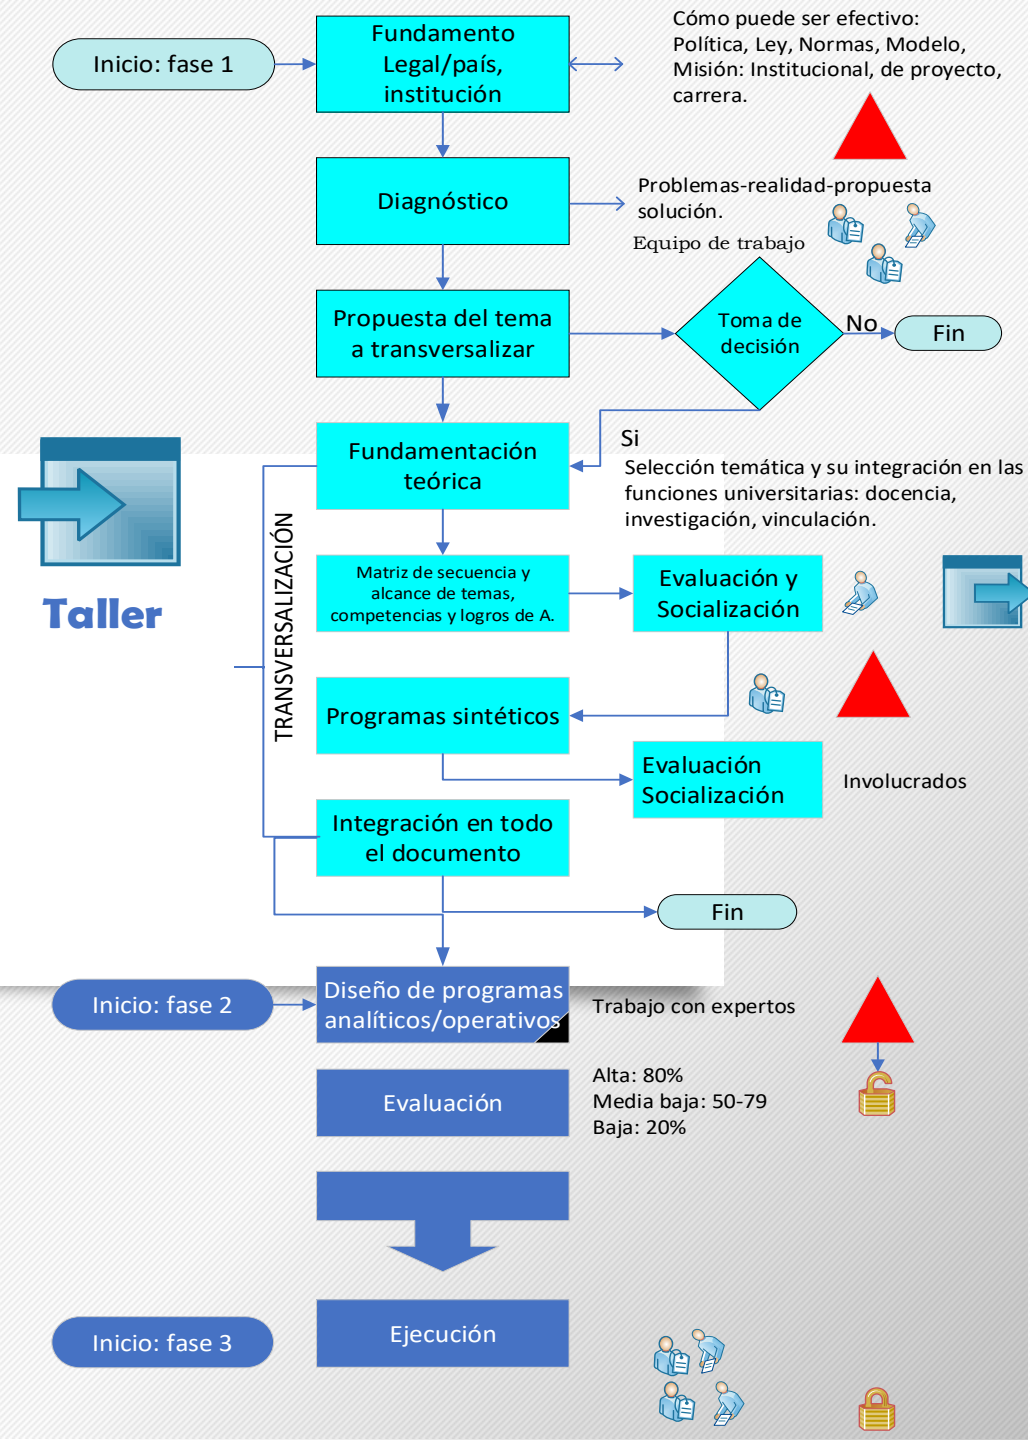 Inicio: fase 1
Fundamento
Legal/país,
institución
Cómo puede ser efectivo:
Política, Ley, Normas, Modelo,
Misión: Institucional, de proyecto,
carrera.
Diagnóstico
Problemas-realidad-propuesta
solución.
Equipo de trabajo
Propuesta del tema
a transversalizar
Toma de
decisión
No
Fin
Si
Fundamentación
teórica
Selección temática y su integración en las
funciones universitarias: docencia,
investigación, vinculación.
Taller
TRANSVERSALIZACIÓN
Matriz de secuencia y
alcance de temas,
competencias y logros de A.
Evaluación y
Socialización
Programas sintéticos
Evaluación
Socialización
Involucrados
Integración en todo
el documento
Fin
Inicio: fase 2
Diseño de programas
analíticos/operativos
Trabajo con expertos
Evaluación
Alta: 80%
Media baja: 50-79
Baja: 20%
Inicio: fase 3
Ejecución